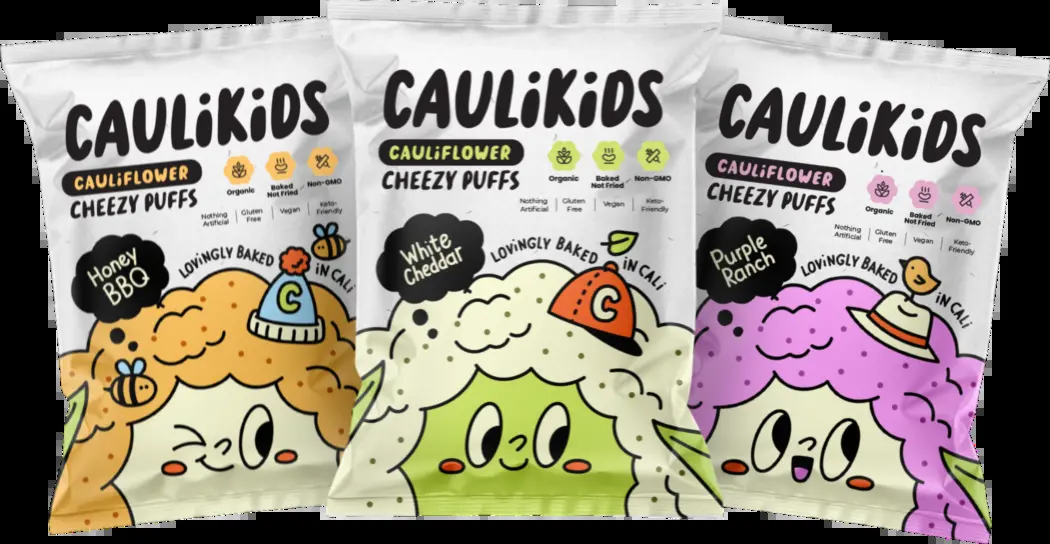 CAULiKiDS
CAULiFLOWER
CHEEZY PUFFS
Organic
Baked
Not Fried
Non-GMO
Nothing
Artificial
Gluten
Free
Vegan
Keto-
Friendly
Honey
BBQ
LOVINGLY BAKED
iN CALi
C
CAULiKiDS
CAULiFLOWER
CHEEZY PUFFS
Organic
Baked
Not Fried
Non-GMO
Nothing
Artificial
Gluten
Free
Vegan
Keto-
Friendly
White
Cheddar
LOViNGLY BAKED
iN CALi
C
CAULiKiDS
CAULiFLOWER
CHEEZY PUFFS
Organic
Baked
Not Fried
Non-GMO
Nothing
Artificial
Gluten
Free
Vegan
Keto-
Friendly
Purple
Ranch
LOViNGLY BAKED
iN CALi